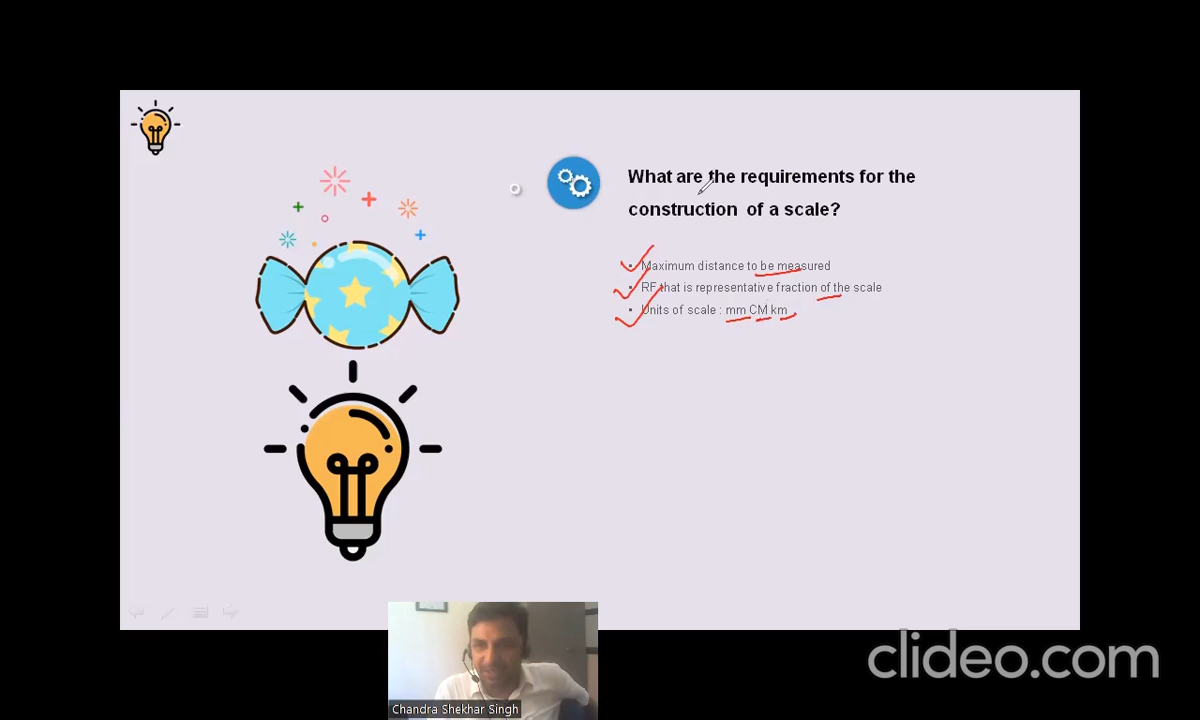 What are the requirements for the
construction of a scale?
• Maximum distance to be measured
• RF that is representative fraction of the scale
• Units of scale : mm CM km
Chandra Shekhar Singh
clideo.com